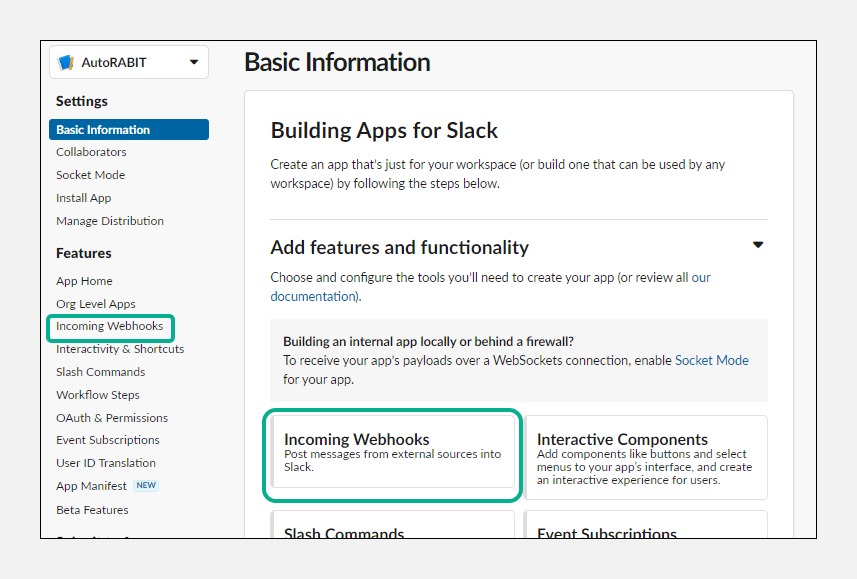 AutoRABIT
Settings
Basic Information
Collaborators
Socket Mode
Install App
Manage Distribution
Features
App Home
Org Level Apps
Incoming Webhooks
Interactivity & Shortcuts
Slash Commands
Workflow Steps
OAuth & Permissions
Event Subscriptions
User ID Translation
App Manifest NEW
Beta Features
Basic Information
Building Apps for Slack
Create an app that's just for your workspace (or build one that can be used by any
workspace) by following the steps below.
Add features and functionality
Choose and configure the tools you'll need to create your app (or review all our
documentation).
Building an internal app locally or behind a firewall?
To receive your app's payloads over a WebSockets connection, enable Socket Mode
for your app.
Incoming Webhooks
Post messages from external sources into
Slack.
Interactive Components
Add components like buttons and select
menus to your app's interface, and create
an interactive experience for users.
Slash Commands
Event Subscriptions